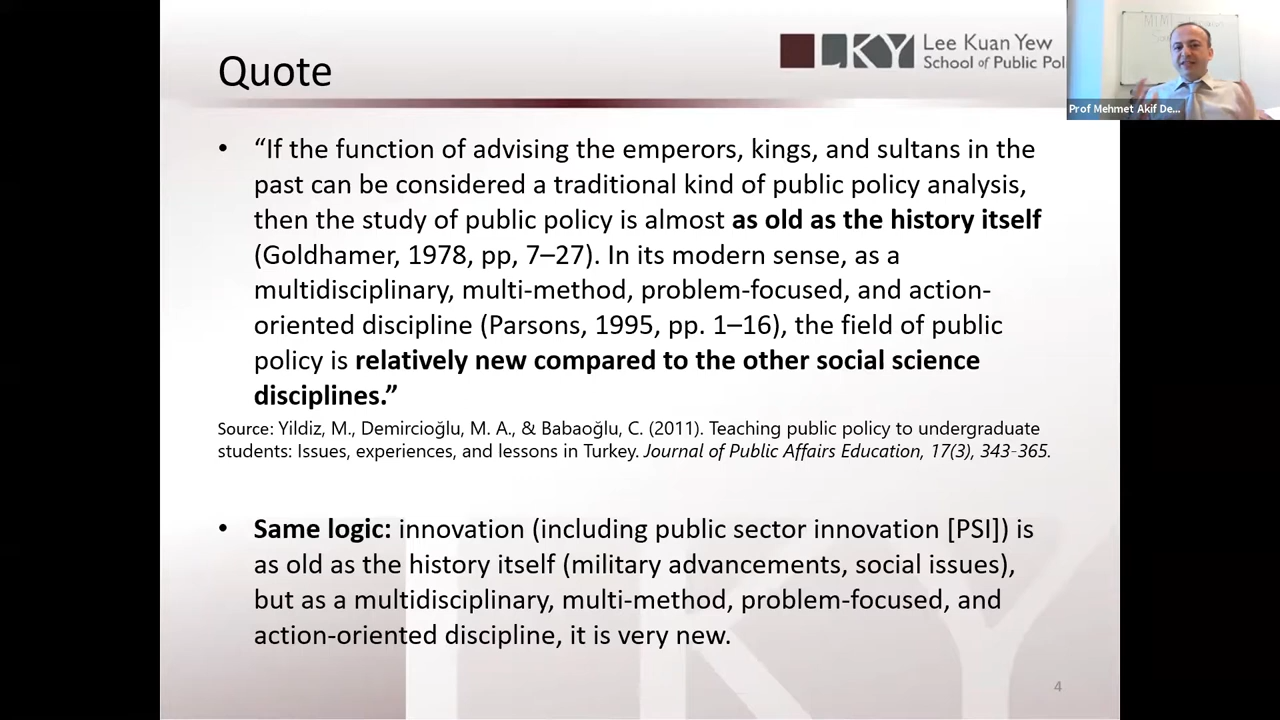 Quote
LKY
Lee Kuan Yew
School of Public Pol
Prof Mehmet Akif De...
• “If the function of advising the emperors, kings, and sultans in the
past can be considered a traditional kind of public policy analysis,
then the study of public policy is almost as old as the history itself
(Goldhamer, 1978, pp, 7–27). In its modern sense, as a
multidisciplinary, multi-method, problem-focused, and action-
oriented discipline (Parsons, 1995, pp. 1–16), the field of public
policy is relatively new compared to the other social science
disciplines.”
Source: Yildiz, M., Demircioğlu, M. A., & Babaoğlu, C. (2011). Teaching public policy to undergraduate
students: Issues, experiences, and lessons in Turkey. Journal of Public Affairs Education, 17(3), 343-365.
• Same logic: innovation (including public sector innovation [PSI]) is
as old as the history itself (military advancements, social issues),
but as a multidisciplinary, multi-method, problem-focused, and
action-oriented discipline, it is very new.
4